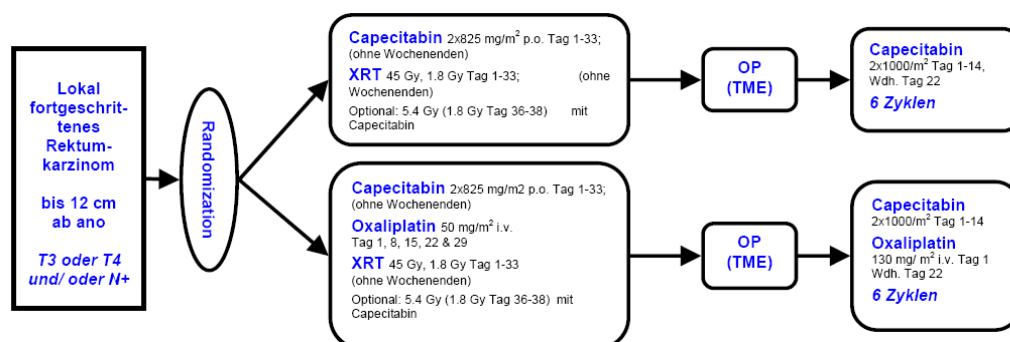 Lokal
fortgeschrit-
tenes
Rektum-
karzinom
bis 12 cm
ab ano
T3 oder T4
und/ oder N+
Randomization
Capecitabin 2x825 mg/m² p.o. Tag 1-33;
(ohne Wochenenden)
XRT 45 Gy, 1.8 Gy Tag 1-33; (ohne
Wochenenden)
Optional: 5.4 Gy (1.8 Gy Tag 36-38) mit
Capecitabin
OP
(TME)
Capecitabin
2x1000/m² Tag 1-14,
Wdh. Tag 22
6 Zyklen
Capecitabin 2x825 mg/m2 p.o. Tag 1-33;
(ohne Wochenenden)
Oxaliplatin 50 mg/m² i.v.
Tag 1, 8, 15, 22 & 29
XRT 45 Gy, 1.8 Gy Tag 1-33
(ohne Wochenenden)
Optional: 5.4 Gy (1.8 Gy Tag 36-38) mit
Capecitabin
OP
(TME)
Capecitabin
2x1000/m² Tag 1-14
Oxaliplatin
130 mg/ m² i.v. Tag 1
Wdh. Tag 22
6 Zyklen